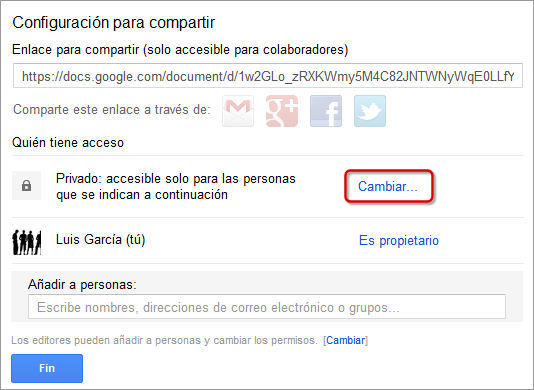 Configuración para compartir
Enlace para compartir (solo accesible para colaboradores)
https://docs.google.com/document/d/1w2GLo_zRXKWmy5M4C82JNTWNyWqE0LLfY
Comparte este enlace a través de:
Quién tiene acceso
Privado: accesible solo para las personas
que se indican a continuación
Cambiar...
Luis García (tú)
Es propietario
Añadir a personas:
Escribe nombres, direcciones de correo electrónico o grupos...
Los editores pueden añadir a personas y cambiar los permisos. [Cambiar]
Fin